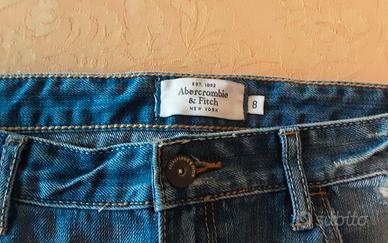 EST. 1892
Abercrombie
& Fitch
NEW YORK
8
subito